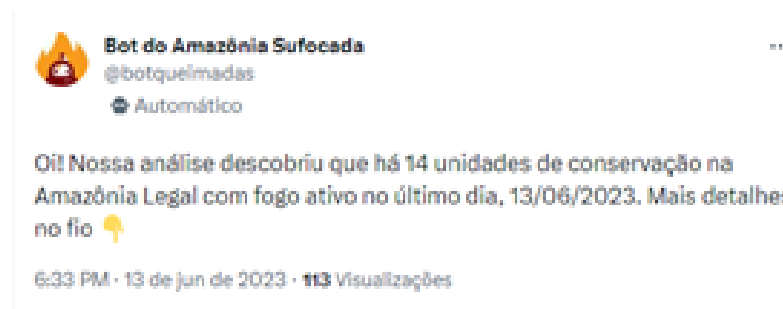 Bot do Amazônia Sufocada
@botqueimadas
Automático
Oi! Nossa análise descobriu que há 14 unidades de conservação na
Amazônia Legal com fogo ativo no último dia, 13/06/2023. Mais detalhes
no fio 👇
6:33 PM · 13 de jun de 2023 · 113 Visualizações